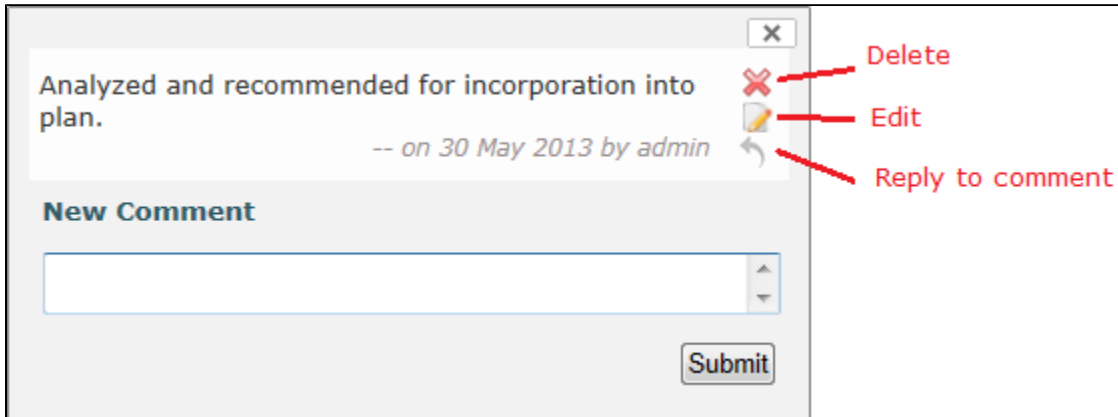 Analyzed and recommended for incorporation into
plan.
-- on 30 May 2013 by admin
Delete
Edit
Reply to comment
New Comment
Submit